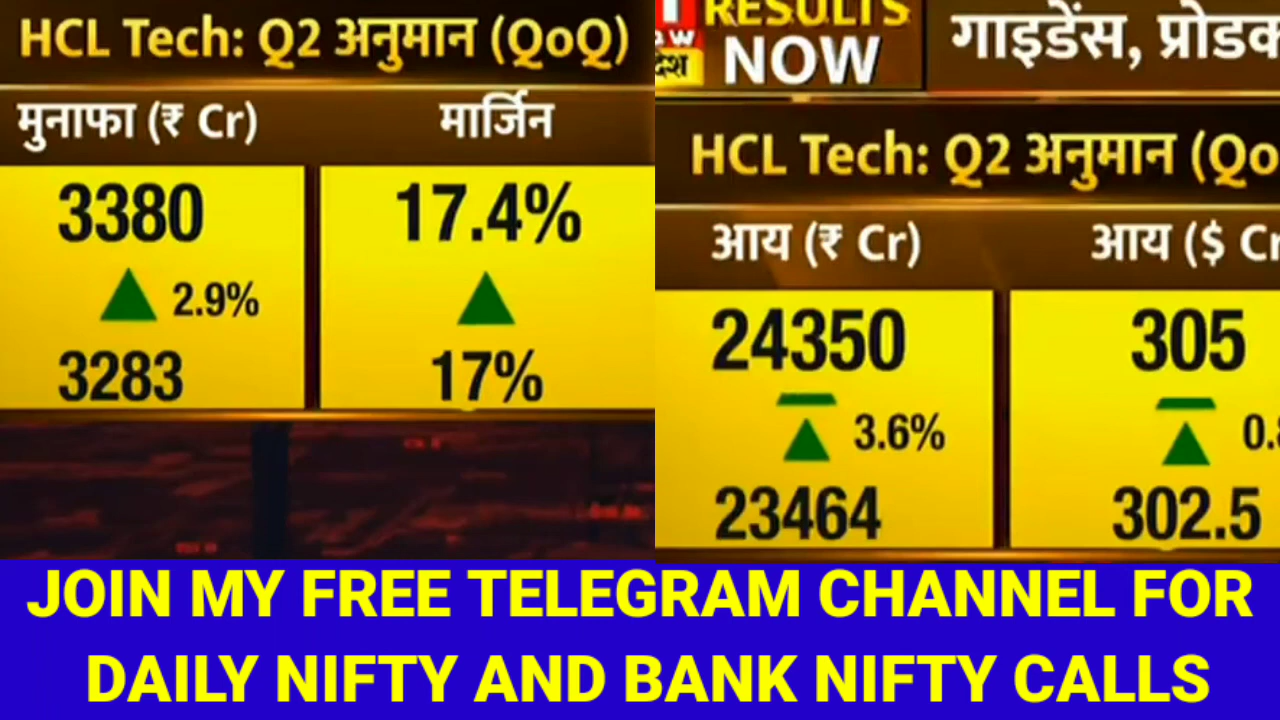 HCL Tech: Q2 अनुमान (QoQ)
मुनाफा (₹ Cr)
मार्जिन
3380
17.4%
2.9%
3283
17%
RESULTS
NOW
गाइडेंस,
HCL Tech: Q2 अनुमान
आय (₹ Cr)
आय ($
24350
305
3.6%
23464
302.5
JOIN MY FREE TELEGRAM CHANNEL FOR
DAILY NIFTY AND BANK NIFTY CALLS